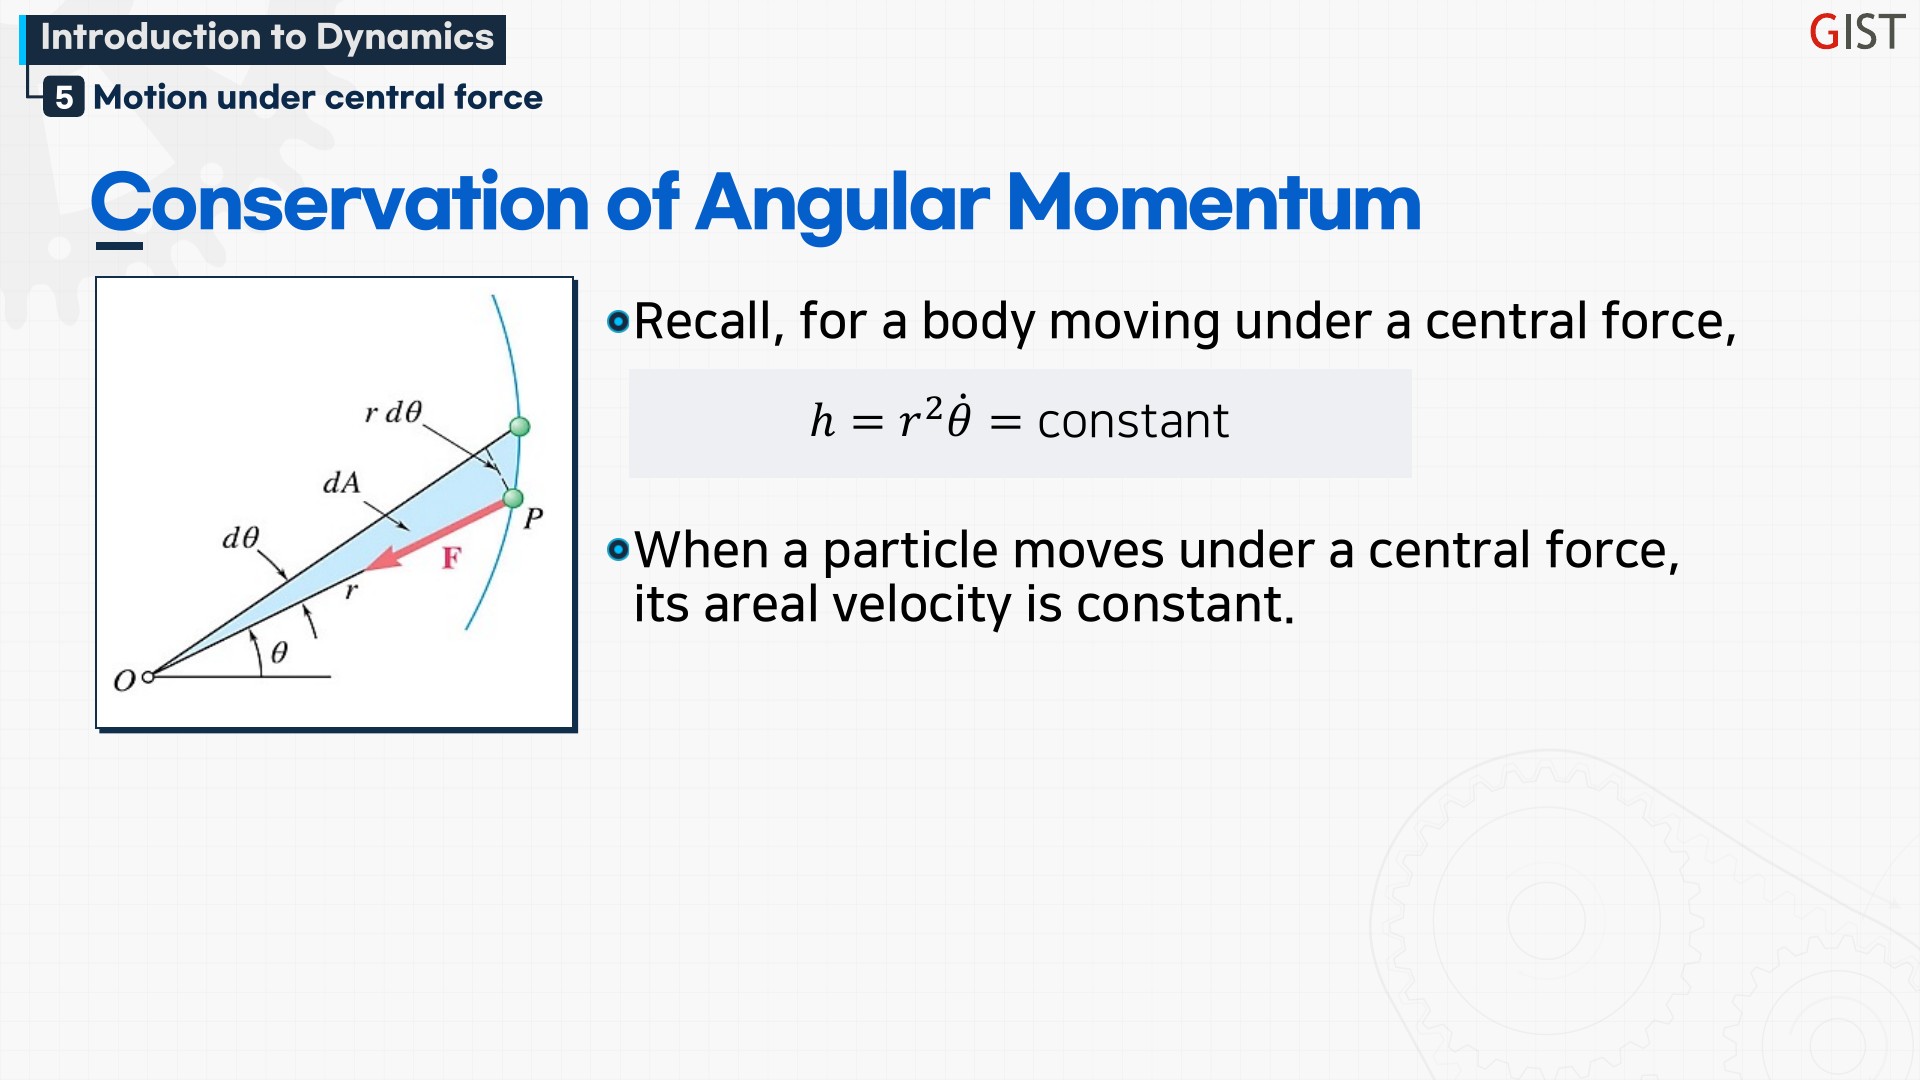 Introduction to Dynamics
GIST
5 Motion under central force
Conservation of Angular Momentum
Recall, for a body moving under a central force,
h = r²θ̇ = constant
When a particle moves under a central force,
its areal velocity is constant.
r dθ
dA
P
dθ
F
r
θ
O